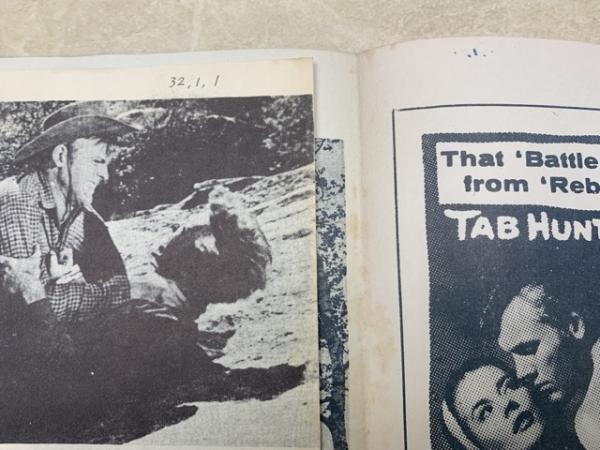 32,1,1
That 'Battle
from 'Reb
TAB HUNT